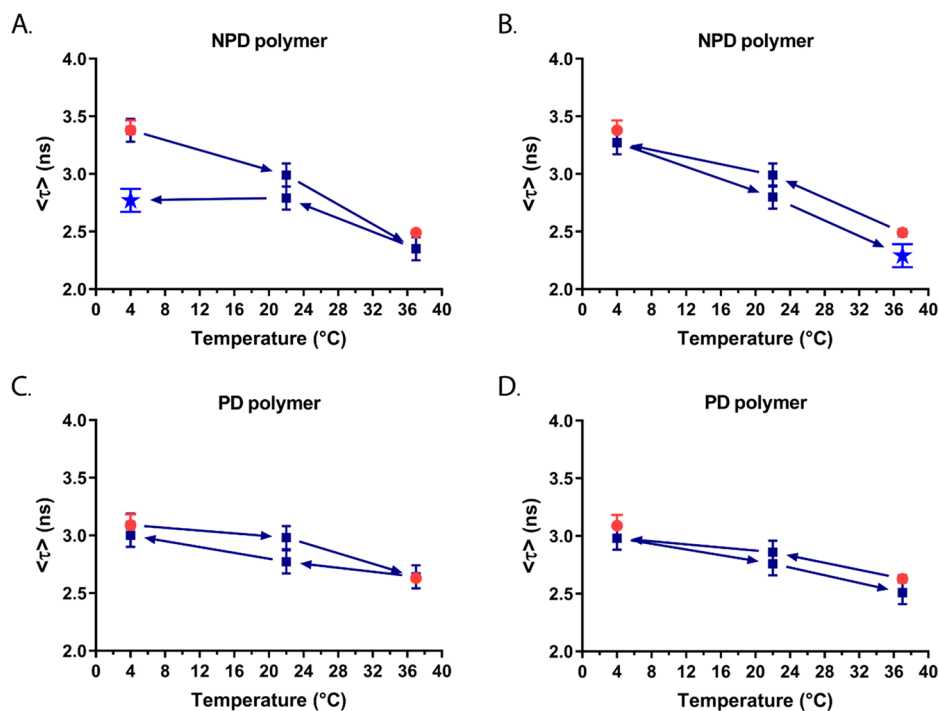 A.
NPD polymer
<τ> (ns)
4.0
3.5
3.0
2.5
2.0
0 4 8 12 16 20 24 28 32 36 40
Temperature (°C)
B.
NPD polymer
<τ> (ns)
4.0
3.5
3.0
2.5
2.0
0 4 8 12 16 20 24 28 32 36 40
Temperature (°C)
C.
PD polymer
<τ> (ns)
4.0
3.5
3.0
2.5
2.0
0 4 8 12 16 20 24 28 32 36 40
Temperature (°C)
D.
PD polymer
<τ> (ns)
4.0
3.5
3.0
2.5
2.0
0 4 8 12 16 20 24 28 32 36 40
Temperature (°C)